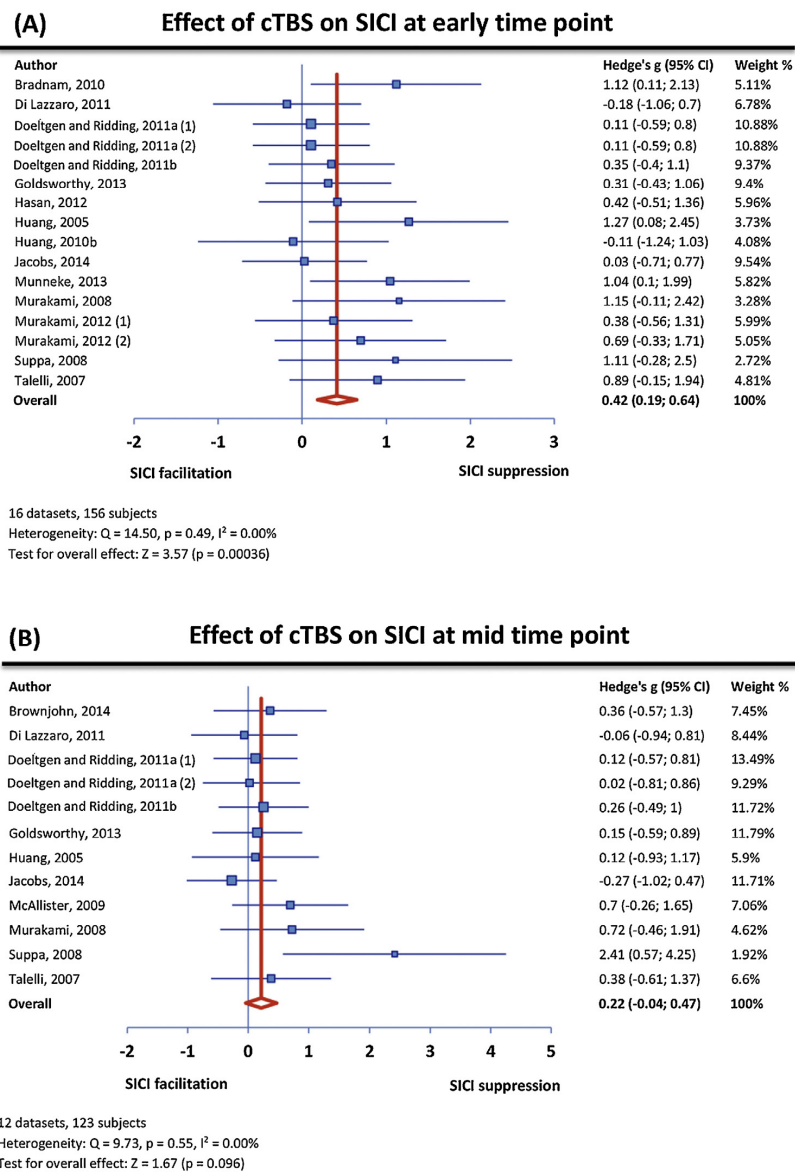 (A) Effect of cTBS on SICI at early time point
Author Hedge's g (95% CI) Weight %
Bradnam, 2010 1.12 (0.11; 2.13) 5.11%
Di Lazzaro, 2011 -0.18 (-1.06; 0.7) 6.78%
Doeltgen and Ridding, 2011a (1) 0.11 (-0.59; 0.8) 10.88%
Doeltgen and Ridding, 2011a (2) 0.11 (-0.59; 0.8) 10.88%
Doeltgen and Ridding, 2011b 0.35 (-0.4; 1.1) 9.37%
Goldsworthy, 2013 0.31 (-0.43; 1.06) 9.4%
Hasan, 2012 0.42 (-0.51; 1.36) 5.96%
Huang, 2005 1.27 (0.08; 2.45) 3.73%
Huang, 2010b -0.11 (-1.24; 1.03) 4.08%
Jacobs, 2014 0.03 (-0.71; 0.77) 9.54%
Munneke, 2013 1.04 (0.1; 1.99) 5.82%
Murakami, 2008 1.15 (-0.11; 2.42) 3.28%
Murakami, 2012 (1) 0.38 (-0.56; 1.31) 5.99%
Murakami, 2012 (2) 0.69 (-0.33; 1.71) 5.05%
Suppa, 2008 1.11 (-0.28; 2.5) 2.72%
Talelli, 2007 0.89 (-0.15; 1.94) 4.81%
Overall 0.42 (0.19; 0.64) 100%
-2 -1 0 1 2 3
SICI facilitation SICI suppression
16 datasets, 156 subjects
Heterogeneity: Q = 14.50, p = 0.49, I² = 0.00%
Test for overall effect: Z = 3.57 (p = 0.00036)
(B) Effect of cTBS on SICI at mid time point
Author Hedge's g (95% CI) Weight %
Brownjohn, 2014 0.36 (-0.57; 1.3) 7.45%
Di Lazzaro, 2011 -0.06 (-0.94; 0.81) 8.44%
Doeltgen and Ridding, 2011a (1) 0.12 (-0.57; 0.81) 13.49%
Doeltgen and Ridding, 2011a (2) 0.02 (-0.81; 0.86) 9.29%
Doeltgen and Ridding, 2011b 0.26 (-0.49; 1) 11.72%
Goldsworthy, 2013 0.15 (-0.59; 0.89) 11.79%
Huang, 2005 0.12 (-0.93; 1.17) 5.9%
Jacobs, 2014 -0.27 (-1.02; 0.47) 11.71%
McAllister, 2009 0.7 (-0.26; 1.65) 7.06%
Murakami, 2008 0.72 (-0.46; 1.91) 4.62%
Suppa, 2008 2.41 (0.57; 4.25) 1.92%
Talelli, 2007 0.38 (-0.61; 1.37) 6.6%
Overall 0.22 (-0.04; 0.47) 100%
-2 -1 0 1 2 3 4 5
SICI facilitation SICI suppression
12 datasets, 123 subjects
Heterogeneity: Q = 9.73, p = 0.55, I² = 0.00%
Test for overall effect: Z = 1.67 (p = 0.096)